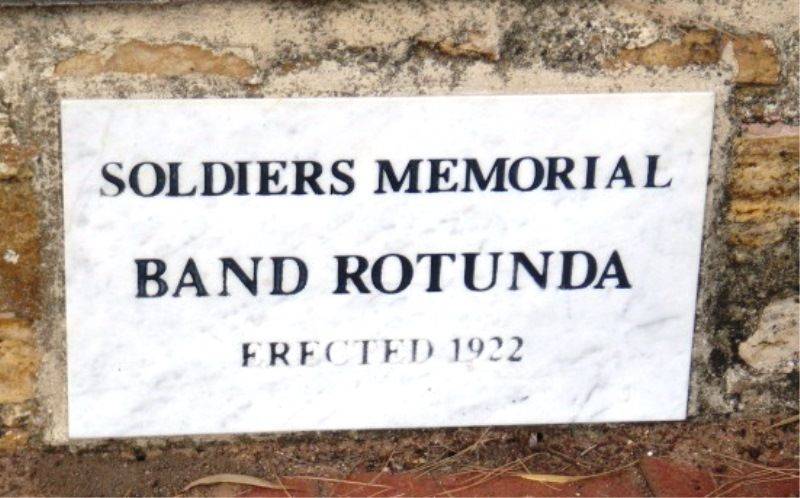 SOLDIERS MEMORIAL
BAND ROTUNDA
ERECTED 1922